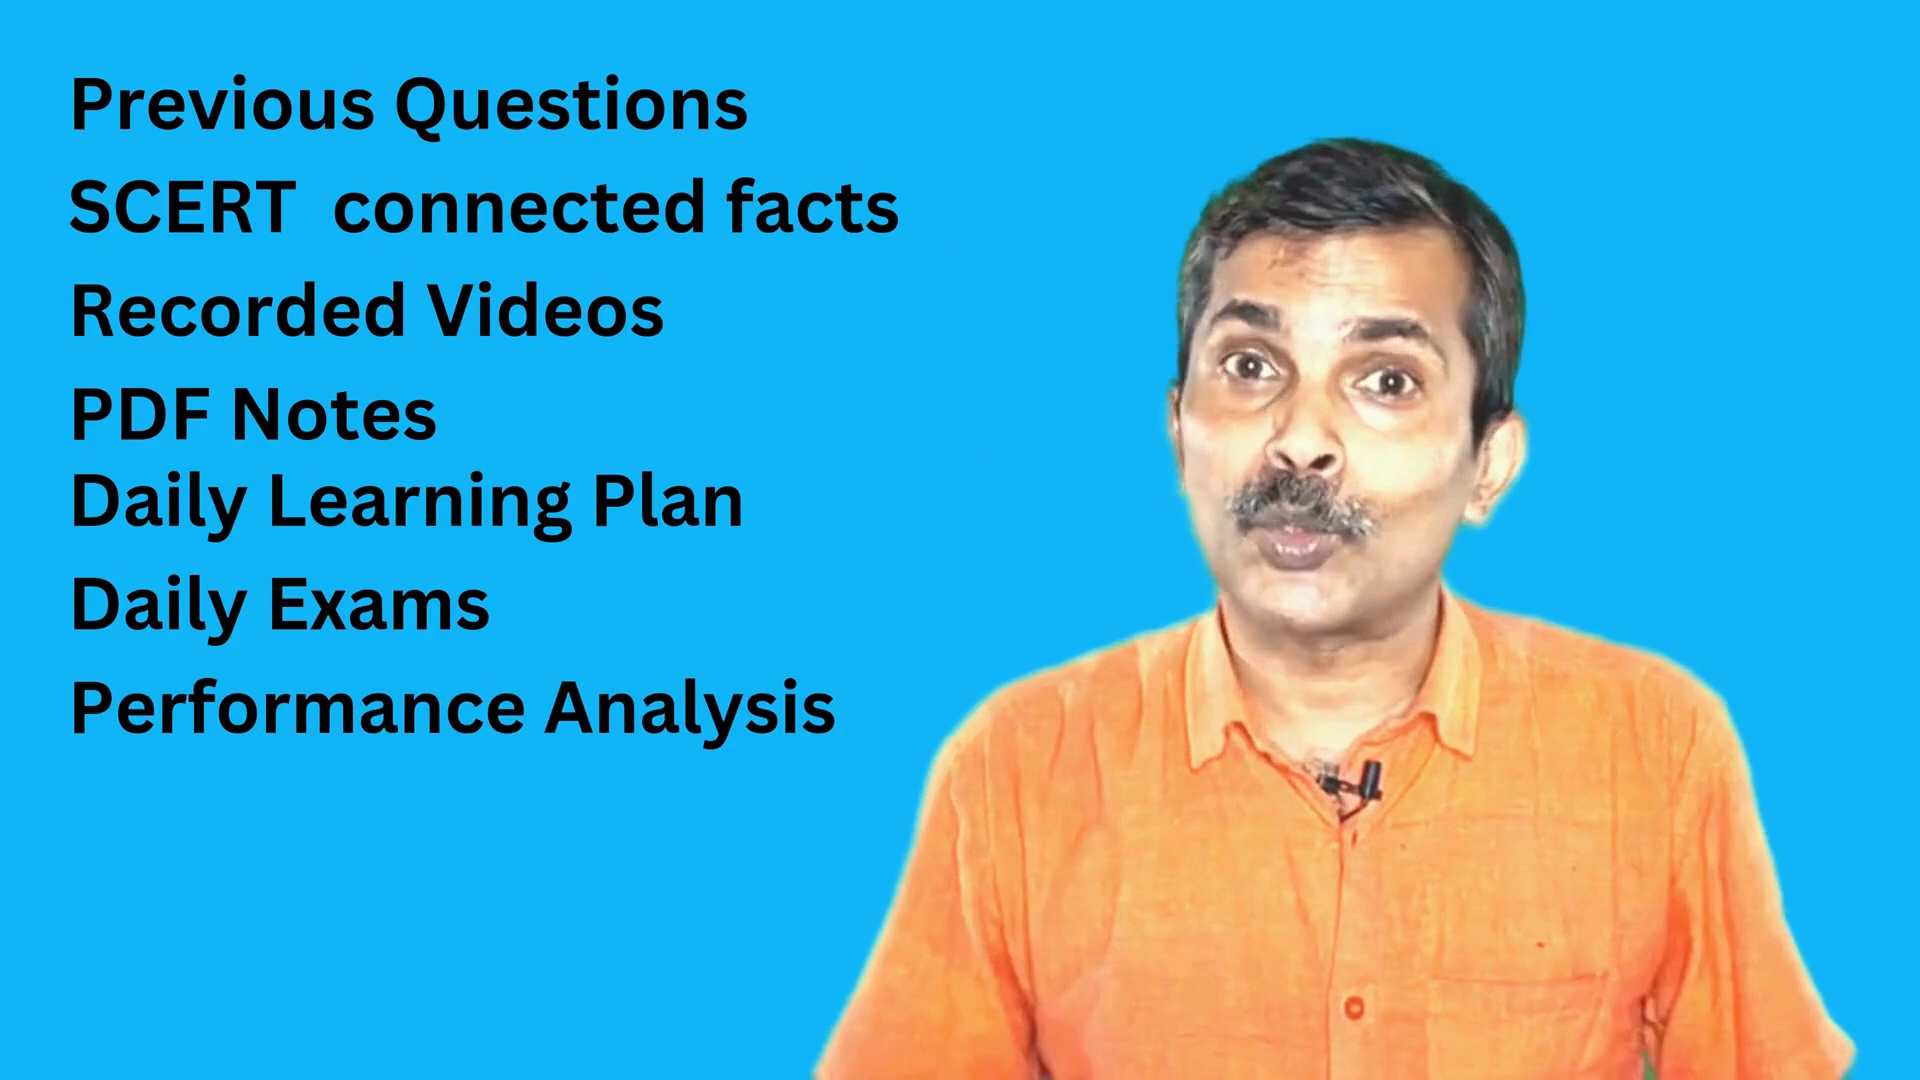 Previous Questions
SCERT connected facts
Recorded Videos
PDF Notes
Daily Learning Plan
Daily Exams
Performance Analysis